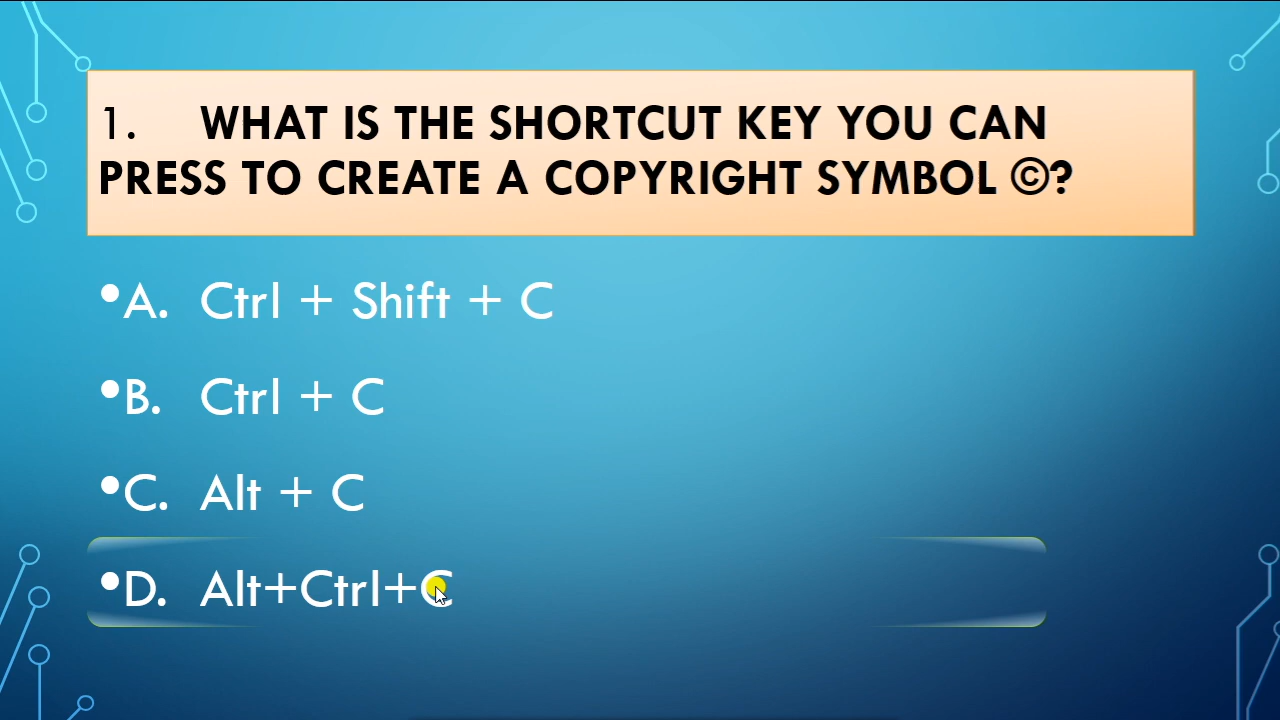 1. WHAT IS THE SHORTCUT KEY YOU CAN
PRESS TO CREATE A COPYRIGHT SYMBOL ©?
•A. Ctrl + Shift + C
•B. Ctrl + C
•C. Alt + C
•D. Alt+Ctrl+C